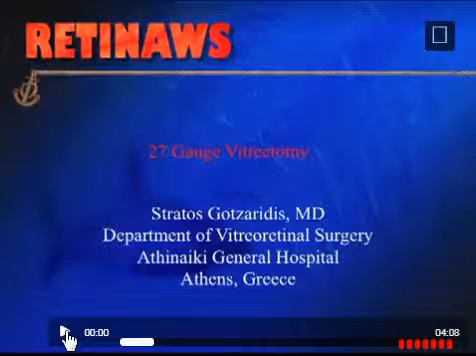 RETINAWS
27 Gauge Vitrectomy
Stratos Gotzaridis, MD
Department of Vitreoretinal Surgery
Athinaiki General Hospital
Athens, Greece
00:00
04:08